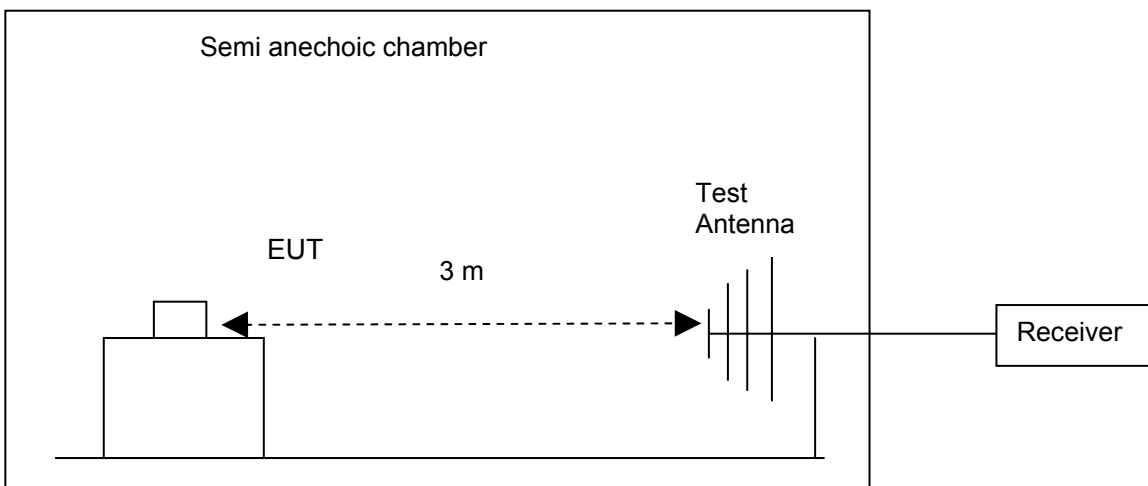 Semi anechoic chamber
Test
Antenna
EUT
3 m
Receiver